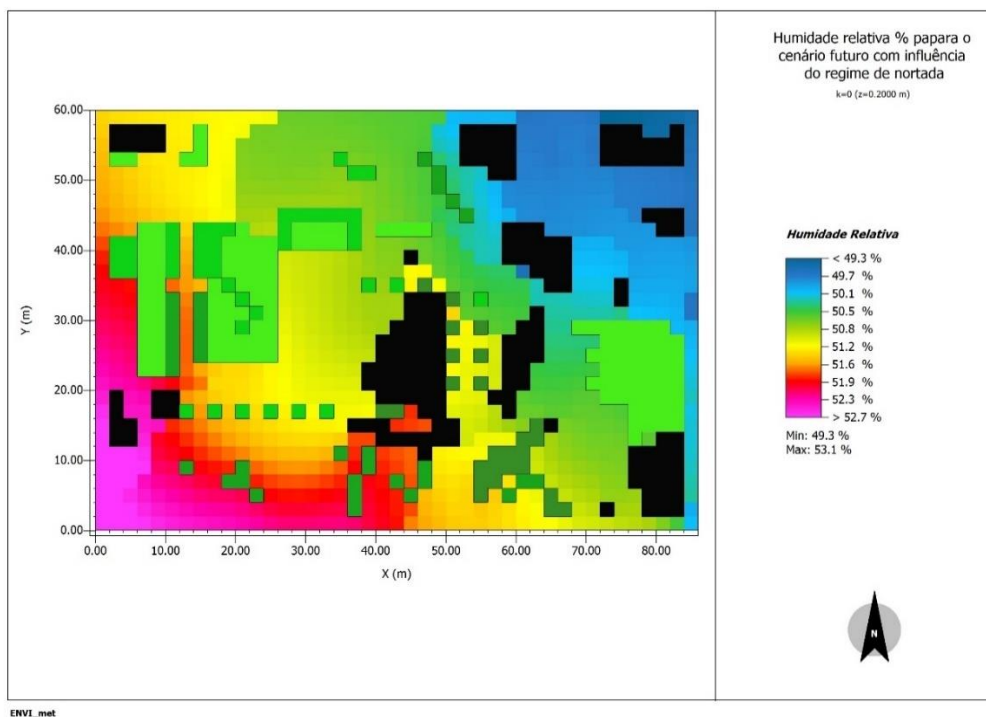 Humidade relativa % papara o
cenário futuro com influência
do regime de nortada
k=0 (z=0.2000 m)
60.00
50.00
40.00
30.00
20.00
10.00
0.00
Y (m)
0.00 10.00 20.00 30.00 40.00 50.00 60.00 70.00 80.00
X (m)
Humidade Relativa
< 49.3 %
49.7 %
50.1 %
50.5 %
50.8 %
51.2 %
51.6 %
51.9 %
52.3 %
> 52.7 %
Min: 49.3 %
Max: 53.1 %
N
ENVI_met